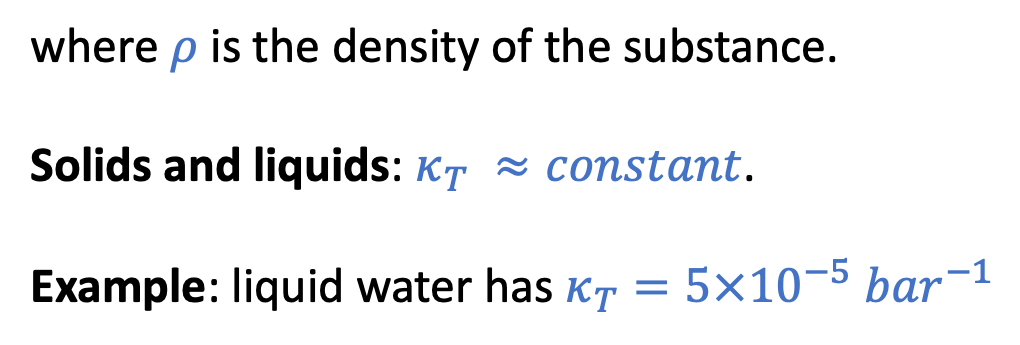 where ρ is the density of the substance.
Solids and liquids: κ_T ≈ constant.
Example: liquid water has κ_T = 5×10⁻⁵ bar⁻¹